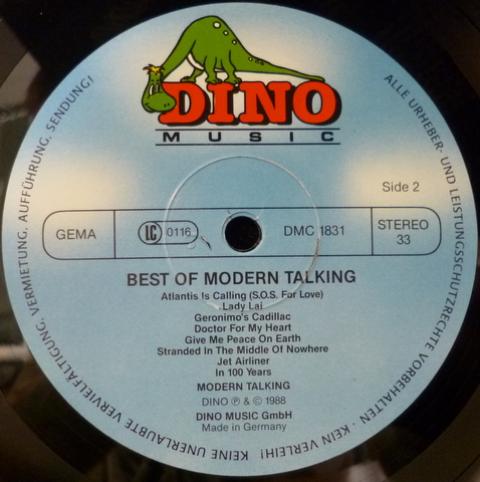 DINO
MUSIC
Side 2
GEMA
LC 0116
DMC 1831
STEREO
33
BEST OF MODERN TALKING
Atlantis Is Calling (S.O.S. For Love)
Lady Lai
Geronimo's Cadillac
Doctor For My Heart
Give Me Peace On Earth
Stranded In The Middle Of Nowhere
Jet Airliner
In 100 Years
MODERN TALKING
DINO ℗ & © 1988
DINO MUSIC GmbH
Made in Germany
ALLE URHEBER- UND LEISTUNGSSCHUTZRECHTE VORBEHALTEN · KEIN VERLEIH! KEINE UNERLAUBTE VERVIELFÄLTIGUNG, VERMIETUNG, AUFFÜHRUNG, SENDUNG!